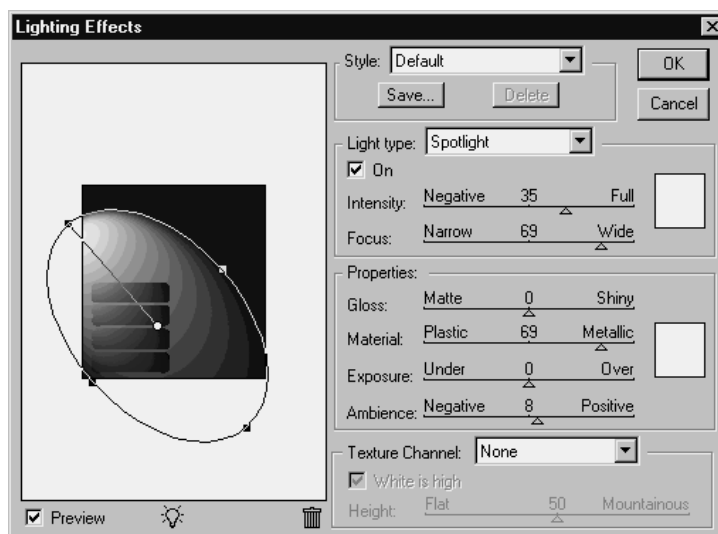 Lighting Effects
Style: Default
OK
Save... Delete
Cancel
Light type: Spotlight
On
Intensity: Negative 35 Full
Focus: Narrow 69 Wide
Properties:
Gloss: Matte 0 Shiny
Material: Plastic 69 Metallic
Exposure: Under 0 Over
Ambience: Negative 8 Positive
Texture Channel: None
White is high
Height: Flat 50 Mountainous
Preview